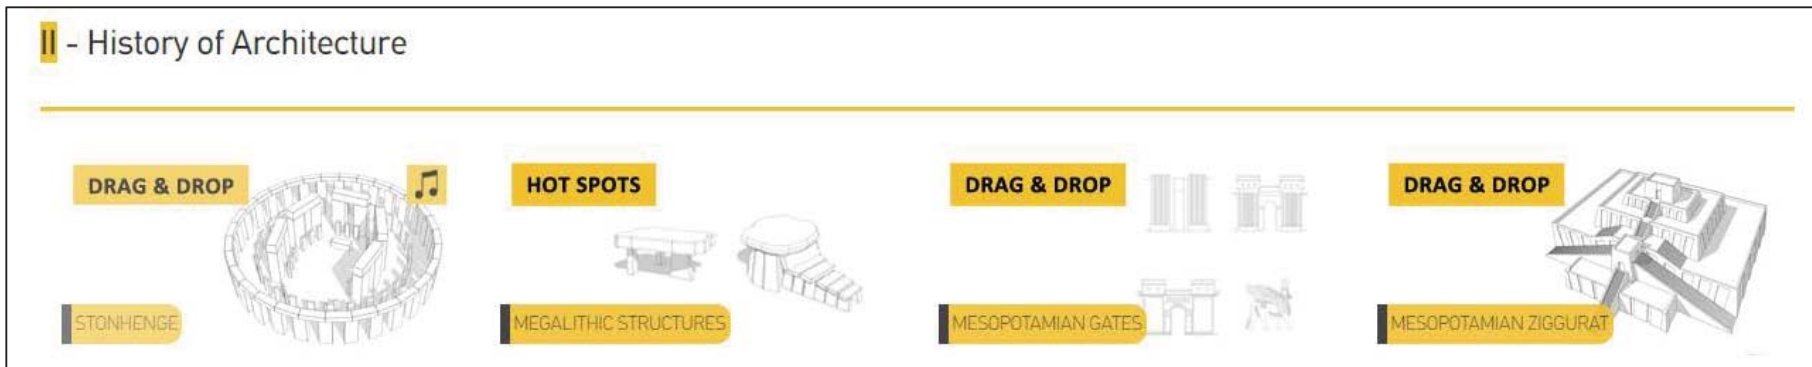 II - History of Architecture
DRAG & DROP
STONHENGE
HOT SPOTS
MEGALITHIC STRUCTURES
DRAG & DROP
MESOPOTAMIAN GATES
DRAG & DROP
MESOPOTAMIAN ZIGGURAT